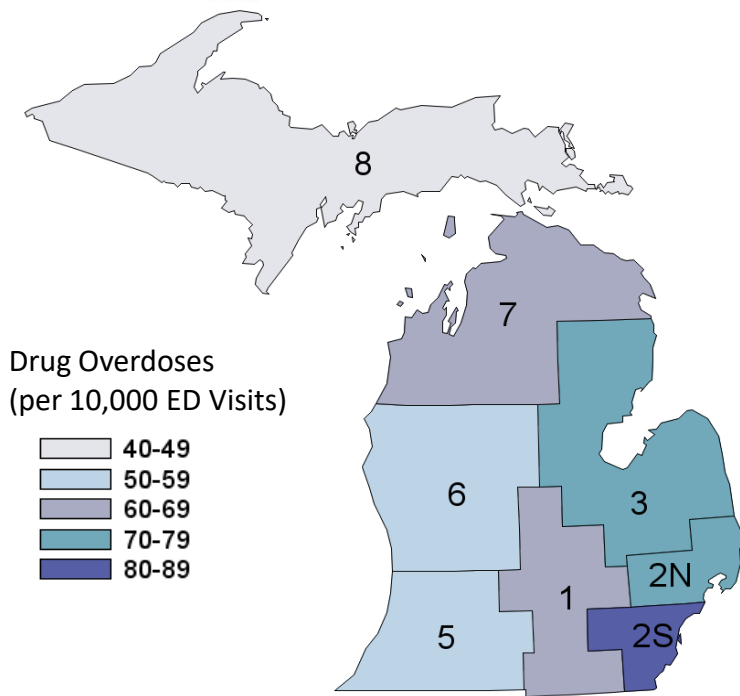 8
7
Drug Overdoses
(per 10,000 ED Visits)
40-49
50-59
60-69
70-79
80-89
6
3
2N
1
5
2S